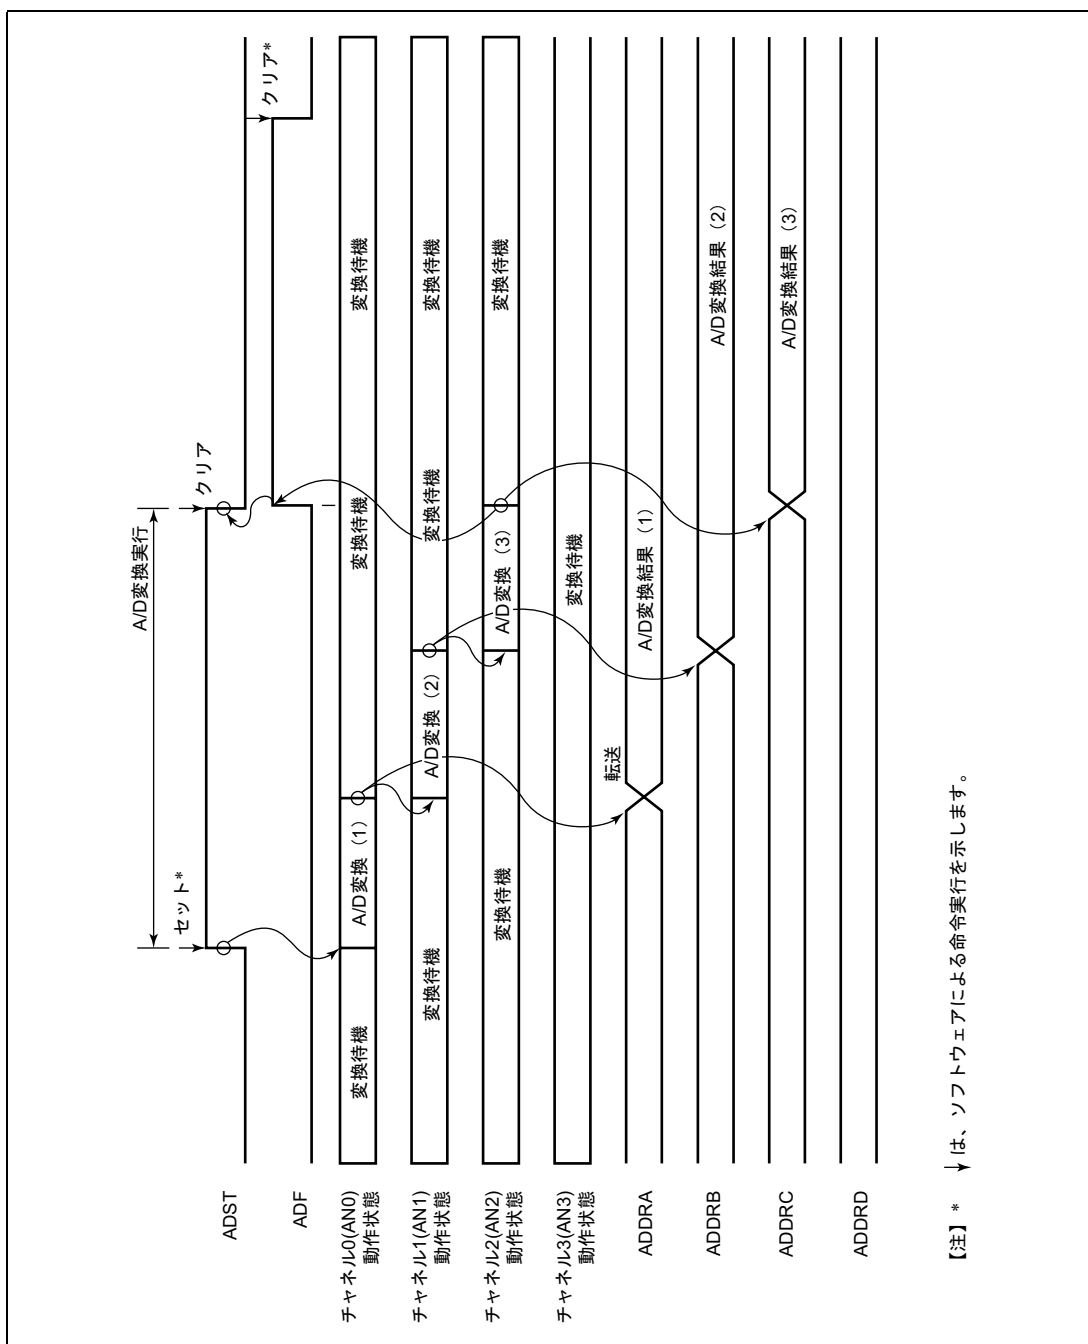 A/D変換実行
セット*
クリア
クリア*
ADST
ADF
チャネル0(AN0)
動作状態
変換待機
A/D変換（1）
変換待機
変換待機
チャネル1(AN1)
動作状態
変換待機
A/D変換（2）
変換待機
変換待機
チャネル2(AN2)
動作状態
変換待機
A/D変換（3）
変換待機
チャネル3(AN3)
動作状態
変換待機
転送
ADDRA
A/D変換結果（1）
ADDRB
A/D変換結果（2）
ADDRC
A/D変換結果（3）
ADDRD
【注】 * ↓は、ソフトウェアによる命令実行を示します。